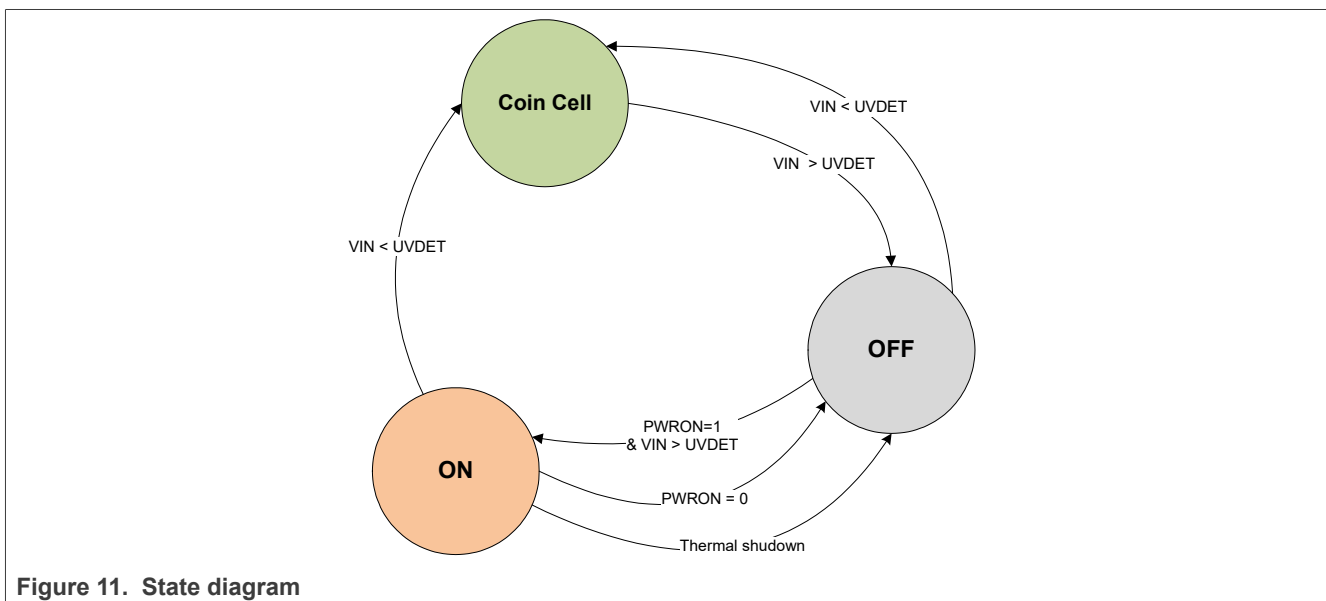 Coin Cell
VIN < UVDET
VIN  > UVDET
VIN < UVDET
OFF
PWRON=1
& VIN > UVDET
ON
PWRON = 0
Thermal shudown
Figure 11.  State diagram